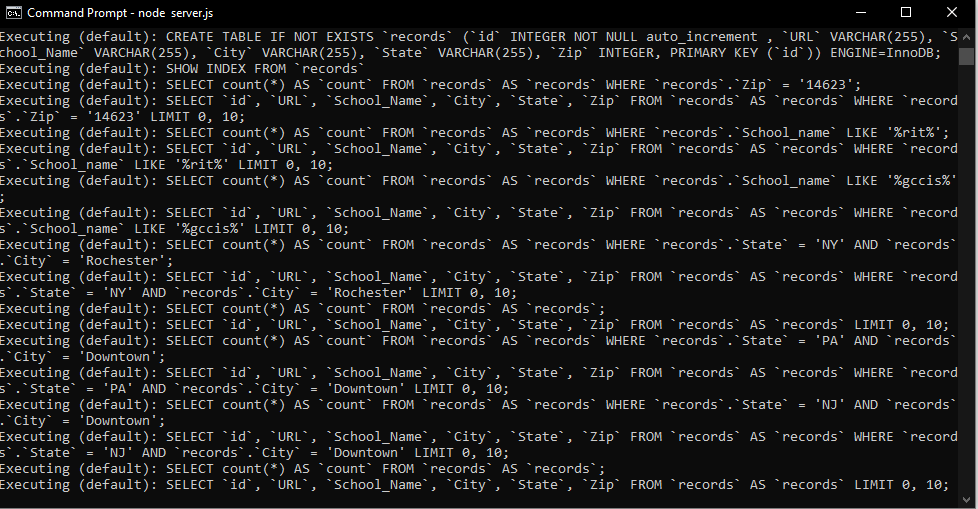 Command Prompt - node server.js
Executing (default): CREATE TABLE IF NOT EXISTS `records` (`id` INTEGER NOT NULL auto_increment , `URL` VARCHAR(255), `S
chool_Name` VARCHAR(255), `City` VARCHAR(255), `State` VARCHAR(255), `Zip` INTEGER, PRIMARY KEY (`id`)) ENGINE=InnoDB;
Executing (default): SHOW INDEX FROM `records`
Executing (default): SELECT count(*) AS `count` FROM `records` AS `records` WHERE `records`.`Zip` = '14623';
Executing (default): SELECT `id`, `URL`, `School_Name`, `City`, `State`, `Zip` FROM `records` AS `records` WHERE `record
s`.`Zip` = '14623' LIMIT 0, 10;
Executing (default): SELECT count(*) AS `count` FROM `records` AS `records` WHERE `records`.`School_name` LIKE '%rit%';
Executing (default): SELECT `id`, `URL`, `School_Name`, `City`, `State`, `Zip` FROM `records` AS `records` WHERE `record
s`.`School_name` LIKE '%rit%' LIMIT 0, 10;
Executing (default): SELECT count(*) AS `count` FROM `records` AS `records` WHERE `records`.`School_name` LIKE '%gccis%'
;
Executing (default): SELECT `id`, `URL`, `School_Name`, `City`, `State`, `Zip` FROM `records` AS `records` WHERE `record
s`.`School_name` LIKE '%gccis%' LIMIT 0, 10;
Executing (default): SELECT count(*) AS `count` FROM `records` AS `records` WHERE `records`.`State` = 'NY' AND `records`
.`City` = 'Rochester';
Executing (default): SELECT `id`, `URL`, `School_Name`, `City`, `State`, `Zip` FROM `records` AS `records` WHERE `record
s`.`State` = 'NY' AND `records`.`City` = 'Rochester' LIMIT 0, 10;
Executing (default): SELECT count(*) AS `count` FROM `records` AS `records`;
Executing (default): SELECT `id`, `URL`, `School_Name`, `City`, `State`, `Zip` FROM `records` AS `records` LIMIT 0, 10;
Executing (default): SELECT count(*) AS `count` FROM `records` AS `records` WHERE `records`.`State` = 'PA' AND `records`
.`City` = 'Downtown';
Executing (default): SELECT `id`, `URL`, `School_Name`, `City`, `State`, `Zip` FROM `records` AS `records` WHERE `record
s`.`State` = 'PA' AND `records`.`City` = 'Downtown' LIMIT 0, 10;
Executing (default): SELECT count(*) AS `count` FROM `records` AS `records` WHERE `records`.`State` = 'NJ' AND `records`
.`City` = 'Downtown';
Executing (default): SELECT `id`, `URL`, `School_Name`, `City`, `State`, `Zip` FROM `records` AS `records` WHERE `record
s`.`State` = 'NJ' AND `records`.`City` = 'Downtown' LIMIT 0, 10;
Executing (default): SELECT count(*) AS `count` FROM `records` AS `records`;
Executing (default): SELECT `id`, `URL`, `School_Name`, `City`, `State`, `Zip` FROM `records` AS `records` LIMIT 0, 10;